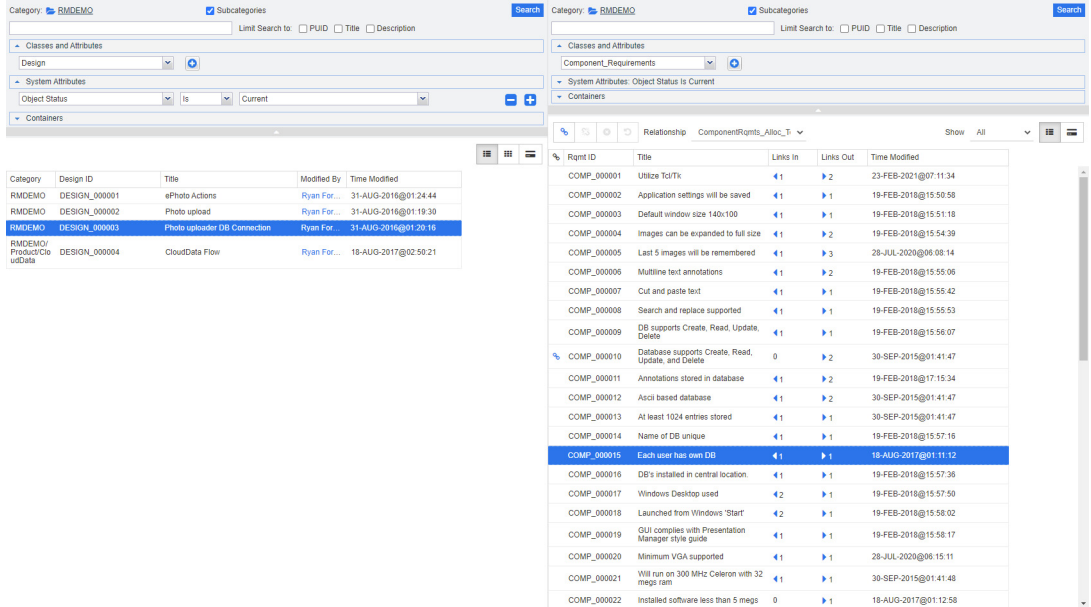 Category: RMDEMO Subcategories Search
Limit Search to: PUID Title Description
Classes and Attributes
Design
System Attributes
Object Status Is Current
Containers
Category Design ID Title Modified By Time Modified
RMDEMO DESIGN_000001 ePhoto Actions Ryan For... 31-AUG-2016@01:24:44
RMDEMO DESIGN_000002 Photo upload Ryan For... 31-AUG-2016@01:19:30
RMDEMO DESIGN_000003 Photo uploader DB Connection Ryan For... 31-AUG-2016@01:20:16
RMDEMO/
Product/Clo DESIGN_000004 CloudData Flow Ryan For... 18-AUG-2017@02:50:21
udData
Category: RMDEMO Subcategories Search
Limit Search to: PUID Title Description
Classes and Attributes
Component_Requirements
System Attributes: Object Status Is Current
Containers
Relationship ComponentRqmts_Alloc_T Show All
Rqmt ID Title Links In Links Out Time Modified
COMP_000001 Utilize Tcl/Tk 1 2 23-FEB-2021@07:11:34
COMP_000002 Application settings will be saved 1 1 19-FEB-2018@15:50:58
COMP_000003 Default window size 140x100 1 1 19-FEB-2018@15:51:18
COMP_000004 Images can be expanded to full size 1 2 19-FEB-2018@15:54:39
COMP_000005 Last 5 images will be remembered 1 3 28-JUL-2020@06:08:14
COMP_000006 Multiline text annotations 1 2 19-FEB-2018@15:55:06
COMP_000007 Cut and paste text 1 1 19-FEB-2018@15:55:42
COMP_000008 Search and replace supported 1 1 19-FEB-2018@15:55:53
COMP_000009 DB supports Create, Read, Update, 1 1 19-FEB-2018@15:56:07
Delete
COMP_000010 Database supports Create, Read, 0 2 30-SEP-2015@01:41:47
Update, and Delete
COMP_000011 Annotations stored in database 1 2 19-FEB-2018@17:15:34
COMP_000012 Ascii based database 1 2 30-SEP-2015@01:41:47
COMP_000013 At least 1024 entries stored 1 1 30-SEP-2015@01:41:47
COMP_000014 Name of DB unique 1 1 19-FEB-2018@15:57:16
COMP_000015 Each user has own DB 1 1 18-AUG-2017@01:11:12
COMP_000016 DB's installed in central location. 1 1 19-FEB-2018@15:57:36
COMP_000017 Windows Desktop used 2 1 19-FEB-2018@15:57:50
COMP_000018 Launched from Windows 'Start' 2 1 19-FEB-2018@15:58:02
COMP_000019 GUI complies with Presentation 1 1 19-FEB-2018@15:58:17
Manager style guide
COMP_000020 Minimum VGA supported 1 1 28-JUL-2020@06:15:11
COMP_000021 Will run on 300 MHz Celeron with 32 1 1 30-SEP-2015@01:41:48
megs ram
COMP_000022 Installed software less than 5 megs 0 1 18-AUG-2017@01:12:58